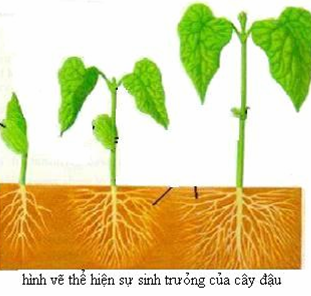 hình vẽ thể hiện sự sinh trưởng của cây đậu